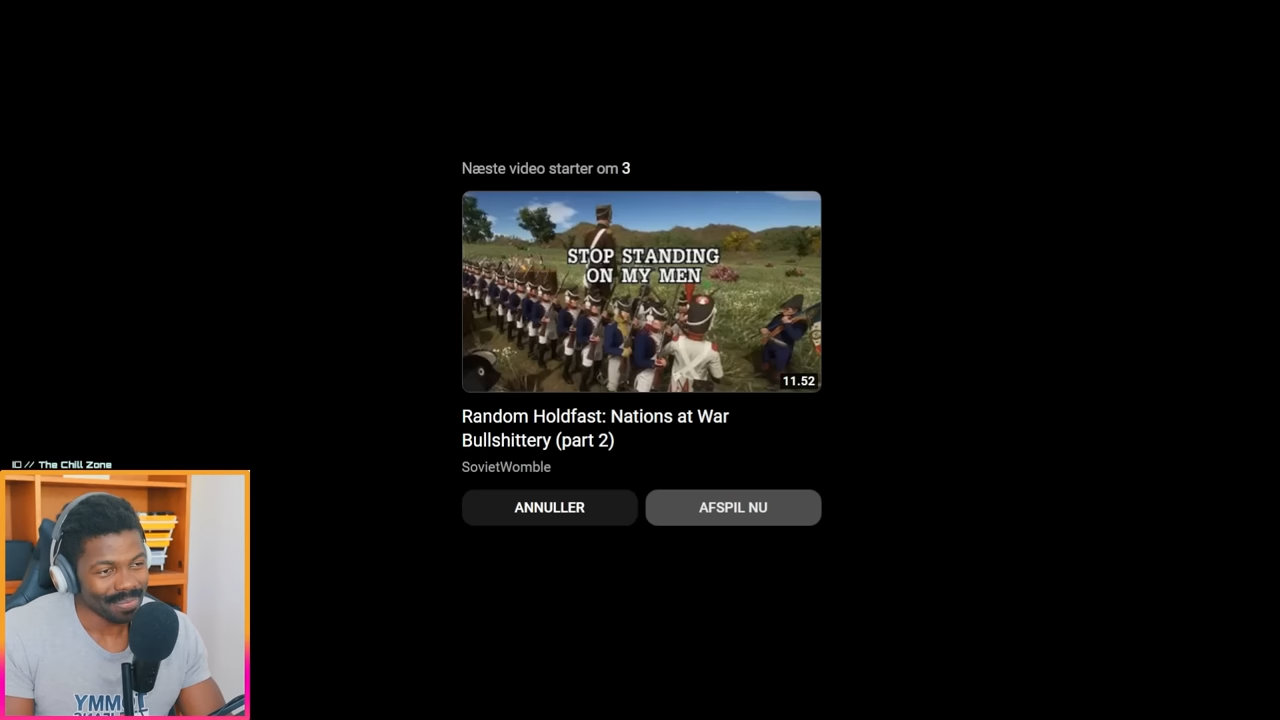 Næste video starter om 3
STOP STANDING
ON MY MEN
11.52
Random Holdfast: Nations at War
Bullshittery (part 2)
SovietWomble
ANNULLER
AFSPIL NU
// The Chill Zone